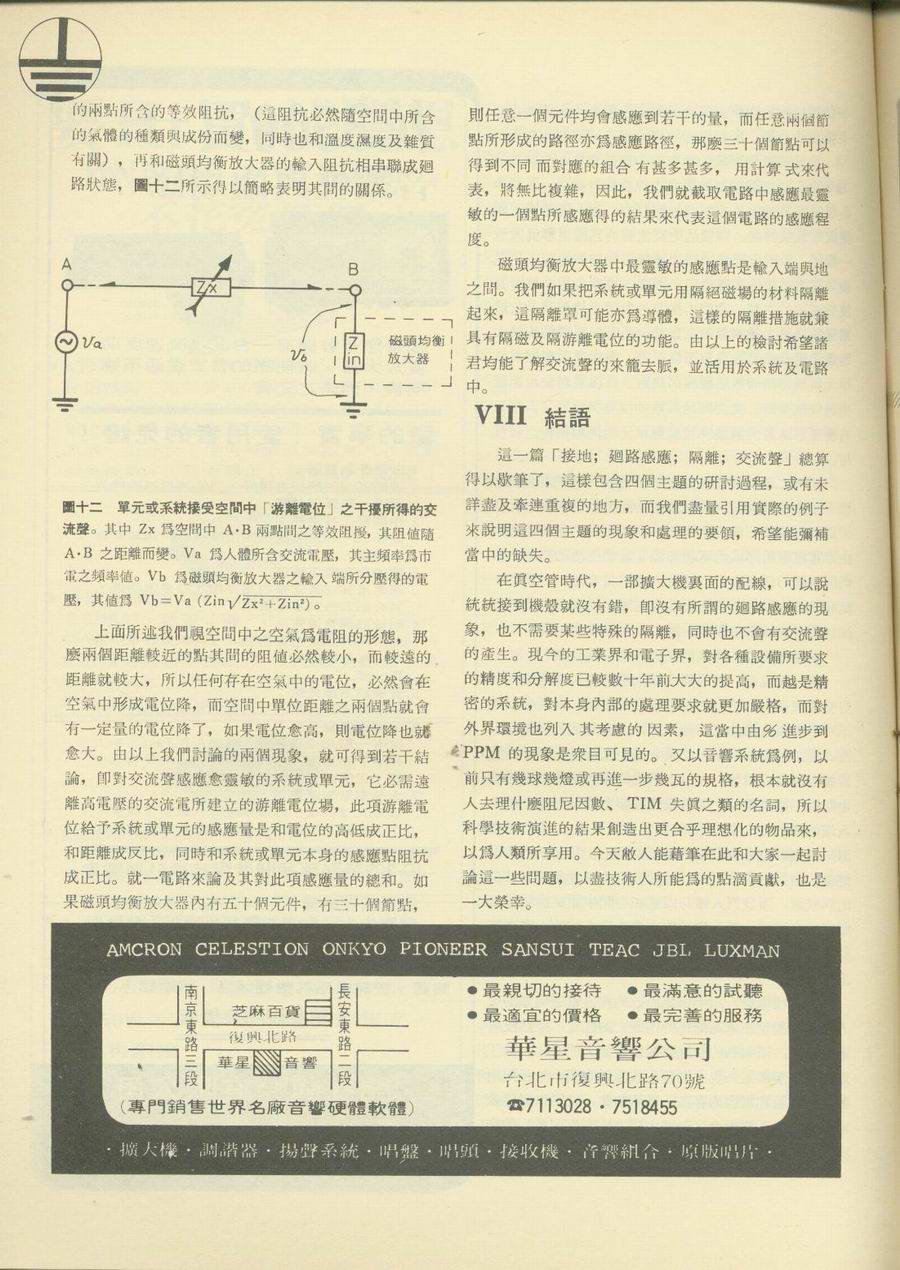 的兩點所含的等效阻抗，（這阻抗必然隨空間中所含
的氣體的種類與成份而變，同時也和溫度濕度及雜質
有關），再和磁頭均衡放大器的輸入阻抗相串聯成廻
路狀態，圖十二所示得以簡略表明其間的關係。
A
Zx
B
Va
Vb
Z
in
磁頭均衡
放大器
圖十二　單元或系統接受空間中「游離電位」之干擾所得的交
流聲。其中 Zx 爲空間中 A·B 兩點間之等效阻擾，其阻値隨
A·B 之距離而變。Va 爲人體所含交流電壓，其主頻率爲市
電之頻率値。Vb 爲磁頭均衡放大器之輸入 端所分壓得的電
壓，其値爲 Vb=Va (Zin√Zx²+Zin²)。
上面所述我們視空間中之空氣爲電阻的形態，那
麽兩個距離較近的點其間的阻値必然較小，而較遠的
距離就較大，所以任何存在空氣中的電位，必然會在
空氣中形成電位降，而空間中單位距離之兩個點就會
有一定量的電位降了，如果電位愈高，則電位降也就
愈大。由以上我們討論的兩個現象，就可得到若干結
論，卽對交流聲感應愈靈敏的系統或單元，它必需遠
離高電壓的交流電所建立的游離電位場，此項游離電
位給予系統或單元的感應量是和電位的高低成正比，
和距離成反比，同時和系統或單元本身的感應點阻抗
成正比。就一電路來論及其對此項感應量的總和。如
果磁頭均衡放大器內有五十個元件，有三十個節點，
則任意一個元件均會感應到若干的量，而任意兩個節
點所形成的路徑亦爲感應路徑，那麽三十個節點可以
得到不同 而對應的組合 有甚多甚多， 用計算 式來代
表，將無比複雜，因此，我們就截取電路中感應最靈
敏的一個點所感應得的結果來代表這個電路的感應程
度。
磁頭均衡放大器中最靈敏的感應點是輸入端與地
之間。我們如果把系統或單元用隔絕磁場的材料隔離
起來，這隔離罩可能亦爲導體，這樣的隔離措施就兼
具有隔磁及隔游離電位的功能。由以上的檢討希望諸
君均能了解交流聲的來龍去脈，並活用於系統及電路
中。
VIII 結語
這一篇「接地；廻路感應；隔離；交流聲」總算
得以歇筆了，這樣包含四個主題的硏討過程，或有未
詳盡及牽連重複的地方，而我們盡量引用實際的例子
來說明這四個主題的現象和處理的要領，希望能彌補
當中的缺失。
在眞空管時代，一部擴大機裏面的配線，可以說
統統接到機殼就沒有錯，卽沒有所謂的廻路感應的現
象，也不需要某些特殊的隔離，同時也不會有交流聲
的產生。現今的工業界和電子界，對各種設備所要求
的精度和分解度已較數十年前大大的提高，而越是精
密的系統，對本身內部的處理要求就更加嚴格，而對
外界環境也列入 其考慮的 因素， 這當中由% 進步到
PPM 的現象是衆目可見的。又以音響系統爲例，以
前只有幾球幾燈或再進一步幾瓦的規格，根本就沒有
人去理什麽阻尼因數、 TIM 失眞之類的名詞，所以
科學技術演進的結果創造出更合乎理想化的物品來，
以爲人類所享用。今天敝人能藉筆在此和大家一起討
論這一些問題，以盡技術人所能爲的點滴貢獻，也是
一大榮幸。
AMCRON CELESTION ONKYO PIONEER SANSUI TEAC JBL LUXMAN
南京東路三段
芝麻百貨
復興北路
華星
音響
長安東路二段
(專門銷售世界名廠音響硬體軟體)
●最親切的接待 ●最滿意的試聽
●最適宜的價格 ●最完善的服務
華星音響公司
台北市復興北路70號
☎7113028・7518455
・擴大機・調諧器・揚聲系統・唱盤・唱頭・接收機・音響組合・原版唱片・